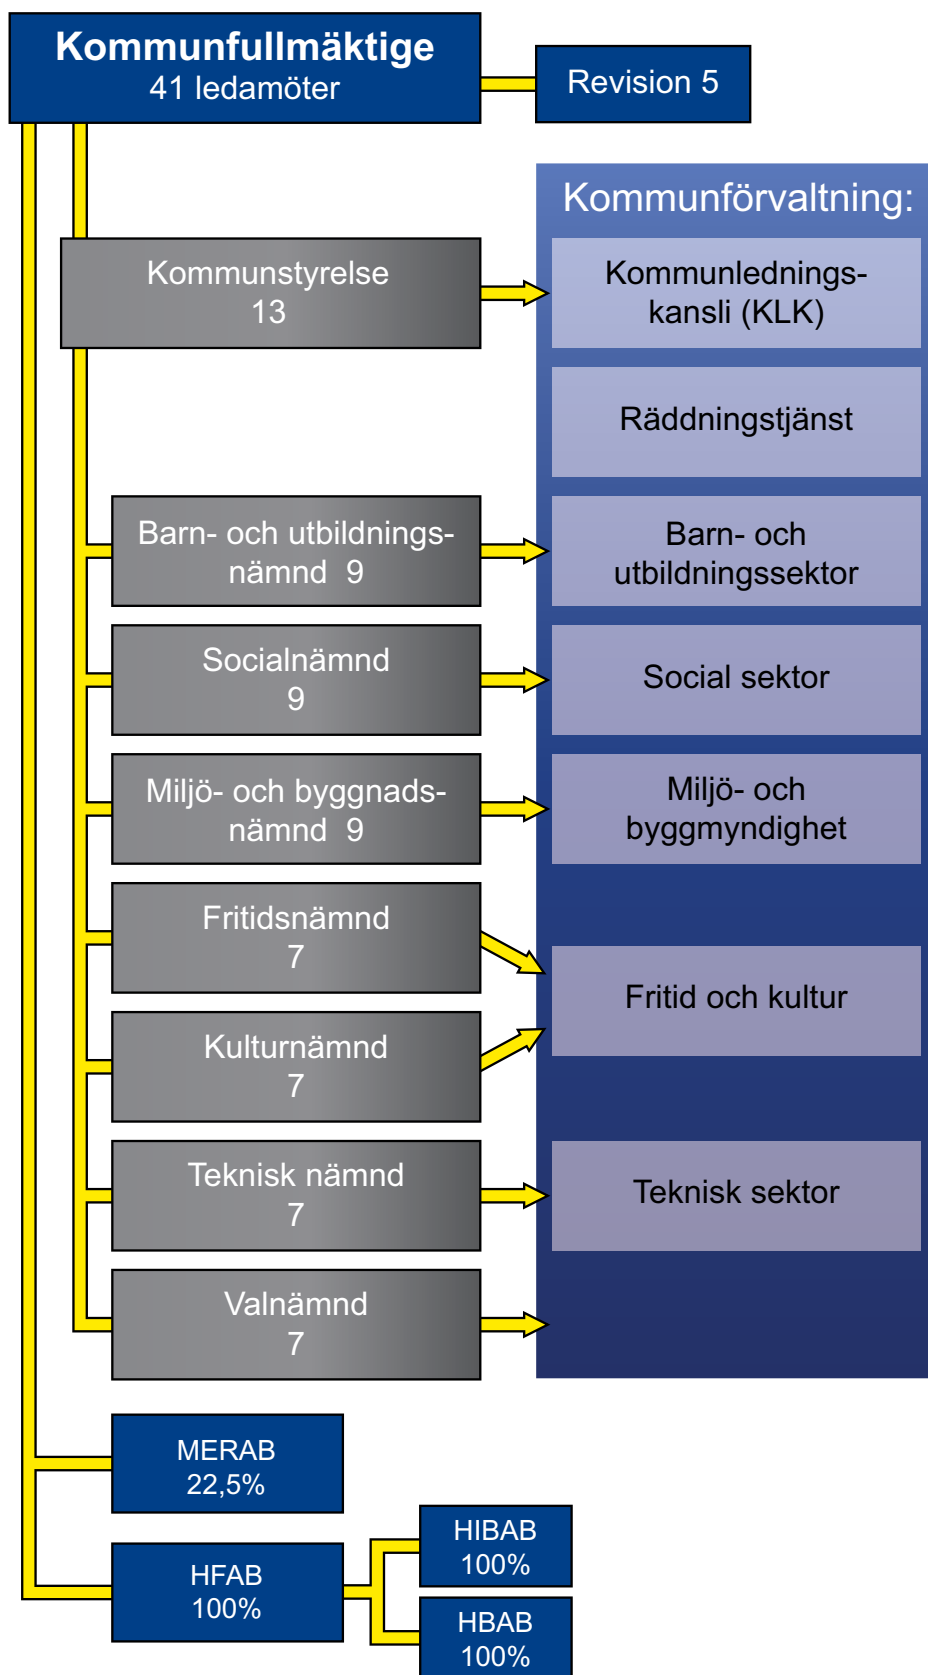 Kommunfullmäktige
41 ledamöter
Revision 5
Kommunförvaltning:
Kommunstyrelse
13
Kommunlednings-
kansli (KLK)
Räddningstjänst
Barn- och utbildnings-
nämnd 9
Barn- och
utbildningssektor
Socialnämnd
9
Social sektor
Miljö- och byggnads-
nämnd 9
Miljö- och
byggmyndighet
Fritidsnämnd
7
Fritid och kultur
Kulturnämnd
7
Teknisk nämnd
7
Teknisk sektor
Valnämnd
7
MERAB
22,5%
HFAB
100%
HIBAB
100%
HBAB
100%